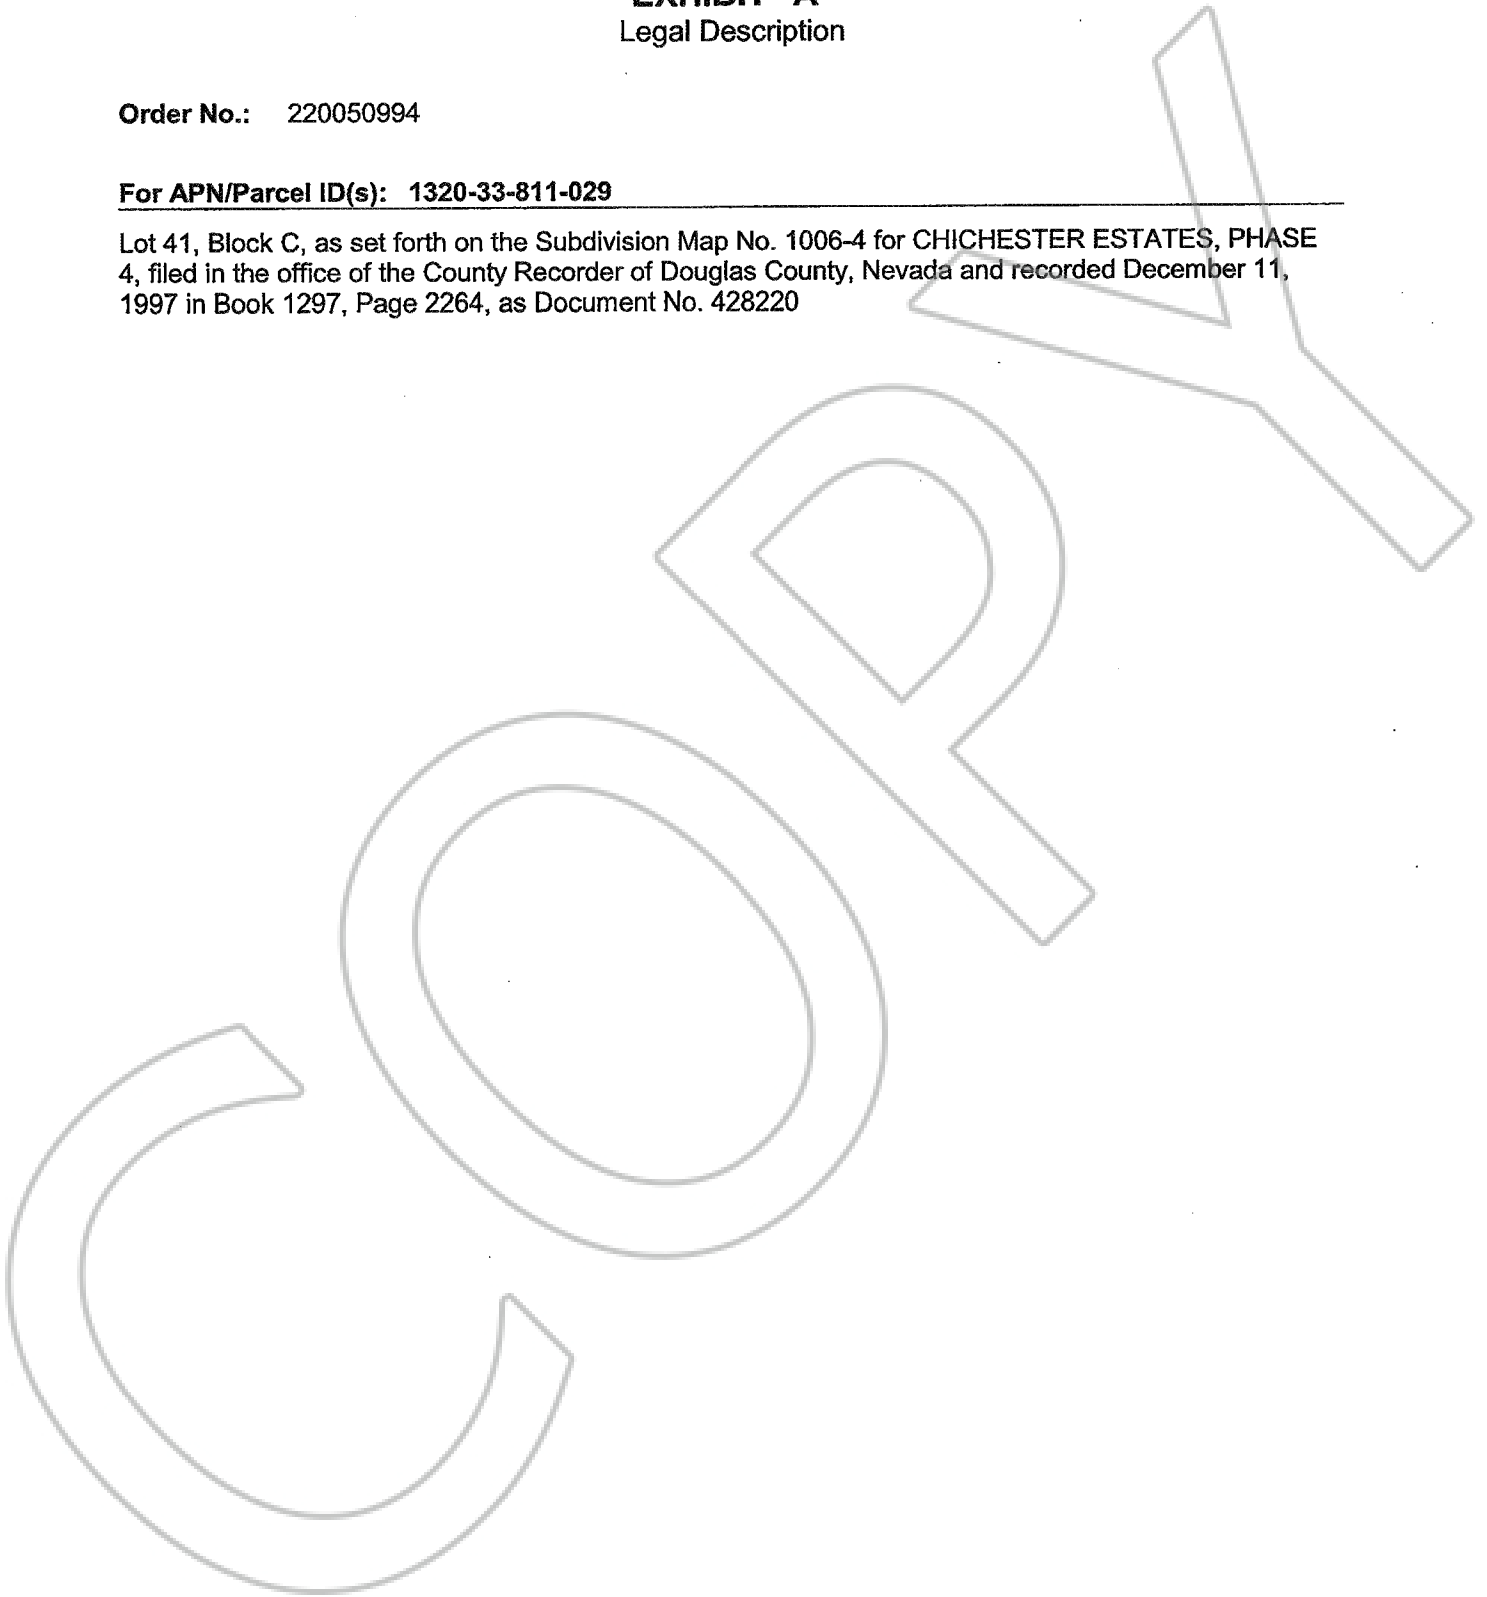 EXHIBIT "A"
Legal Description
Order No.: 220050994
For APN/Parcel ID(s): 1320-33-811-029
Lot 41, Block C, as set forth on the Subdivision Map No. 1006-4 for CHICHESTER ESTATES, PHASE
4, filed in the office of the County Recorder of Douglas County, Nevada and recorded December 11,
1997 in Book 1297, Page 2264, as Document No. 428220
COPY